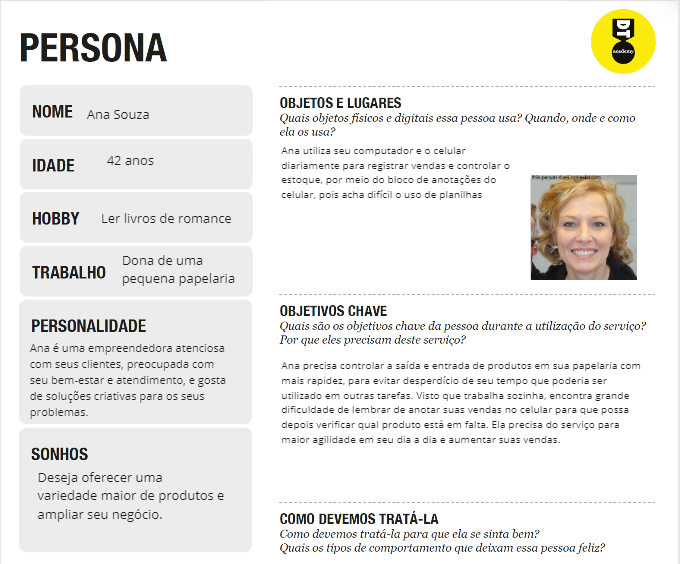 PERSONA
DT
academy
NOME Ana Souza
IDADE 42 anos
HOBBY Ler livros de romance
TRABALHO Dona de uma
pequena papelaria
PERSONALIDADE
Ana é uma empreendedora atenciosa
com seus clientes, preocupada com
seu bem-estar e atendimento, e gosta
de soluções criativas para os seus
problemas.
SONHOS
Deseja oferecer uma
variedade maior de produtos e
ampliar seu negócio.
OBJETOS E LUGARES
Quais objetos físicos e digitais essa pessoa usa? Quando, onde e como
ela os usa?
Ana utiliza seu computador e o celular
diariamente para registrar vendas e controlar o
estoque, por meio do bloco de anotações do
celular, pois acha difícil o uso de planilhas
OBJETIVOS CHAVE
Quais são os objetivos chave da pessoa durante a utilização do serviço?
Por que eles precisam deste serviço?
Ana precisa controlar a saída e entrada de produtos em sua papelaria com
mais rapidez, para evitar desperdício de seu tempo que poderia ser
utilizado em outras tarefas. Visto que trabalha sozinha, encontra grande
dificuldade de lembrar de anotar suas vendas no celular para que possa
depois verificar qual produto está em falta. Ela precisa do serviço para
maior agilidade em seu dia a dia e aumentar suas vendas.
COMO DEVEMOS TRATÁ-LA
Como devemos tratá-la para que ela se sinta bem?
Quais os tipos de comportamento que deixam essa pessoa feliz?